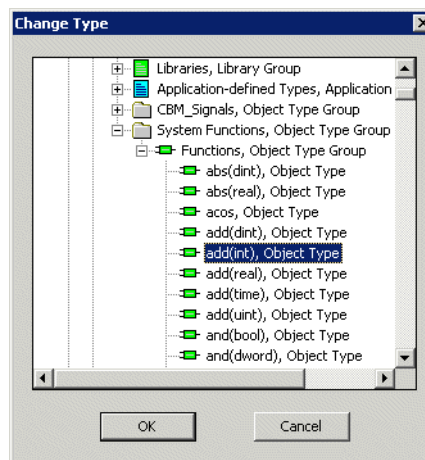 Change Type
Libraries, Library Group
Application-defined Types, Application
CBM_Signals, Object Type Group
System Functions, Object Type Group
Functions, Object Type Group
abs(dint), Object Type
abs(real), Object Type
acos, Object Type
add(dint), Object Type
add(int), Object Type
add(real), Object Type
add(time), Object Type
add(uint), Object Type
and(bool), Object Type
and(dword), Object Type
OK
Cancel